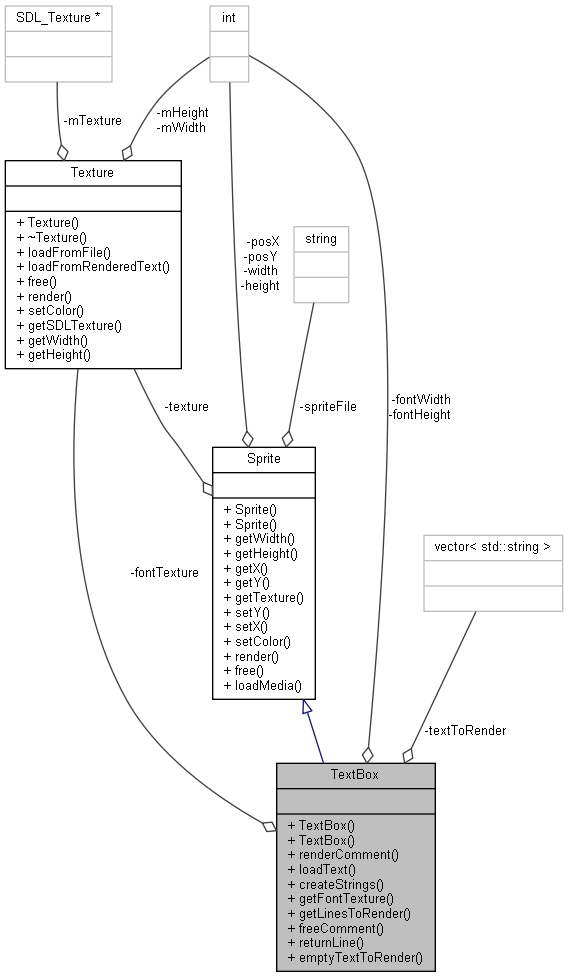 SDL_Texture *
int
-mTexture
-mHeight
-mWidth
Texture
+ Texture()
+ ~Texture()
+ loadFromFile()
+ loadFromRenderedText()
+ free()
+ render()
+ setColor()
+ getSDLTexture()
+ getWidth()
+ getHeight()
-posX
-posY
-width
-height
string
-texture
-spriteFile
-fontWidth
-fontHeight
Sprite
+ Sprite()
+ Sprite()
+ getWidth()
+ getHeight()
+ getX()
+ getY()
+ getTexture()
+ setY()
+ setX()
+ setColor()
+ render()
+ free()
+ loadMedia()
vector< std::string >
-fontTexture
-textToRender
TextBox
+ TextBox()
+ TextBox()
+ renderComment()
+ loadText()
+ createStrings()
+ getFontTexture()
+ getLinesToRender()
+ freeComment()
+ returnLine()
+ emptyTextToRender()